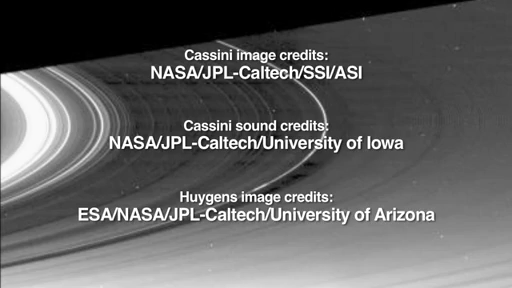 Cassini image credits:
NASA/JPL-Caltech/SSI/ASI
Cassini sound credits:
NASA/JPL-Caltech/University of Iowa
Huygens image credits:
ESA/NASA/JPL-Caltech/University of Arizona